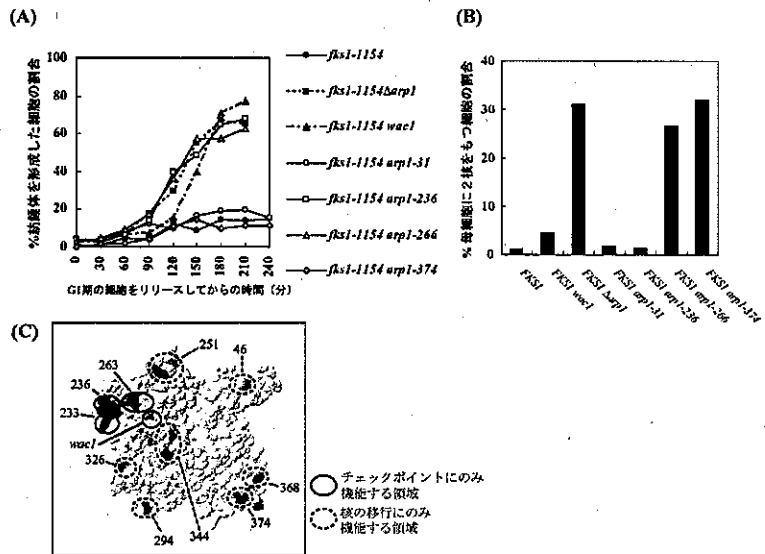 (A)
%紡錘体を形成した細胞の割合
100
80
60
40
20
0
0 30 60 90 120 150 180 210 240
G1期の細胞をリリースしてからの時間(分)
fks1-1154
fks1-1154Δarp1
fks1-1154 wac1
fks1-1154 arp1-31
fks1-1154 arp1-236
fks1-1154 arp1-266
fks1-1154 arp1-374
(B)
% 母細胞に2核をもつ細胞の割合
40
30
20
10
0
FKS1
FKS1 wac1
FKS1 Δarp1
FKS1 arp1-31
FKS1 arp1-236
FKS1 arp1-266
FKS1 arp1-374
(C)
251
46
263
236
233
wac1
326
294
344
374
368
チェックポイントにのみ
機能する領域
核の移行にのみ
機能する領域